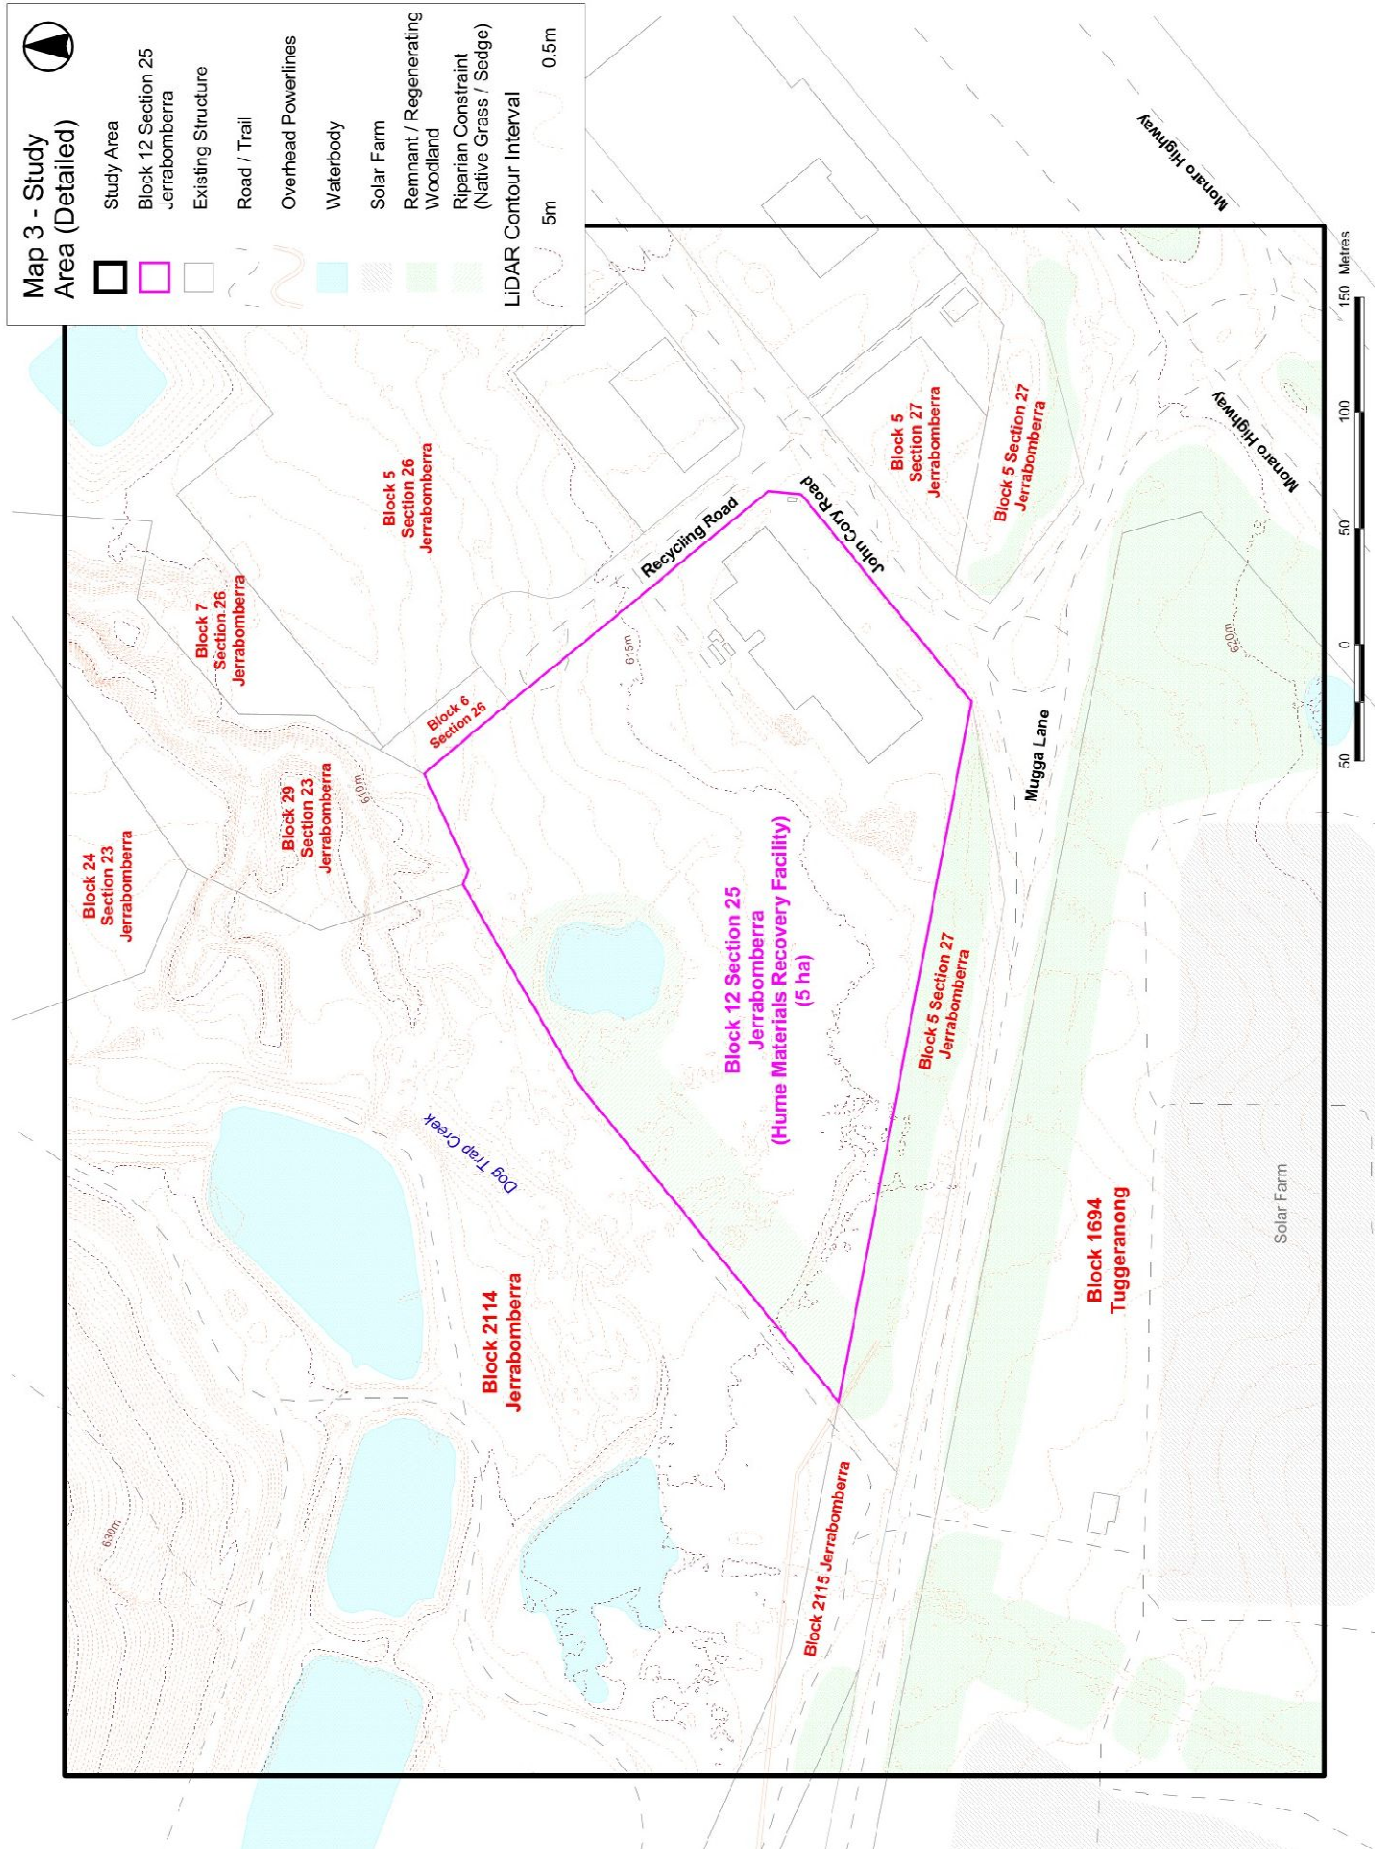 Map 3 - Study
Area (Detailed)
Study Area
Block 12 Section 25
Jerrabomberra
Existing Structure
Road / Trail
Overhead Powerlines
Waterbody
Solar Farm
Remnant / Regenerating
Woodland
Riparian Constraint
(Native Grass / Sedge)
LiDAR Contour Interval
5m
0.5m
Block 24
Section 23
Jerrabomberra
Block 7
Section 26
Jerrabomberra
Block 29
Section 23
Jerrabomberra
610m
Block 5
Section 26
Jerrabomberra
Block 6
Section 26
Recycling Road
John Cory Road
615m
Block 5
Section 27
Jerrabomberra
Block 5 Section 27
Jerrabomberra
Monaro Highway
Monaro Highway
Block 12 Section 25
Jerrabomberra
(Hume Materials Recovery Facility)
(5 ha)
Dog Trap Creek
Block 2114
Jerrabomberra
630m
Block 5 Section 27
Jerrabomberra
Mugga Lane
620m
Block 2115 Jerrabomberra
Block 1694
Tuggeranong
Solar Farm
50
0
50
100
150
Metres